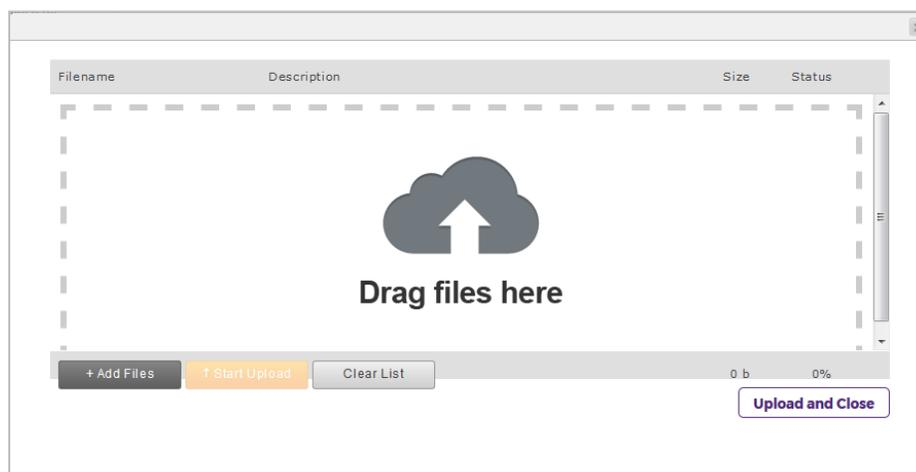 Filename Description Size Status
Drag files here
+ Add Files ↑ Start Upload Clear List 0 b 0%
Upload and Close